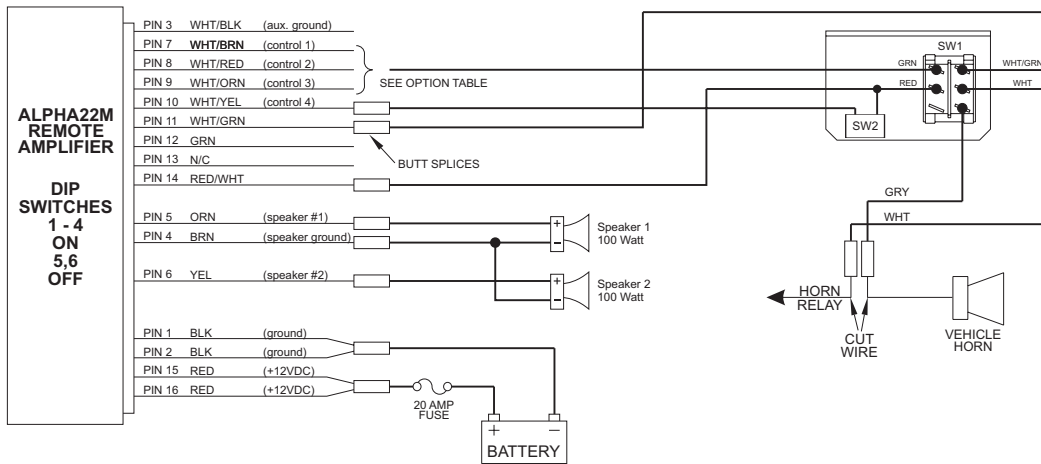 ALPHA22M
REMOTE
AMPLIFIER
DIP
SWITCHES
1 - 4
ON
5,6
OFF
PIN 3 WHT/BLK (aux. ground)
PIN 7 WHT/BRN (control 1)
PIN 8 WHT/RED (control 2)
PIN 9 WHT/ORN (control 3)
PIN 10 WHT/YEL (control 4)
PIN 11 WHT/GRN
PIN 12 GRN
PIN 13 N/C
PIN 14 RED/WHT
SEE OPTION TABLE
BUTT SPLICES
PIN 5 ORN (speaker #1)
PIN 4 BRN (speaker ground)
PIN 6 YEL (speaker #2)
+
−
Speaker 1
100 Watt
+
−
Speaker 2
100 Watt
PIN 1 BLK (ground)
PIN 2 BLK (ground)
PIN 15 RED (+12VDC)
PIN 16 RED (+12VDC)
20 AMP
FUSE
+ −
BATTERY
SW1
GRN
WHT/GRN
RED
WHT
SW2
GRY
WHT
HORN
RELAY
CUT
WIRE
VEHICLE
HORN